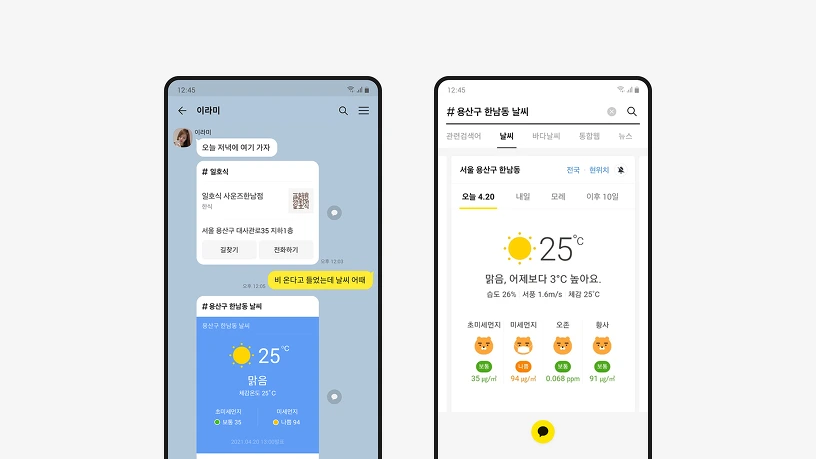 12:45
이라미
이라미
오늘 저녁에 여기 가자
# 일호식
일호식 사운즈한남점
한식
서울 용산구 대사관로35 지하1층
길찾기 전화하기
오후 12:03
비 온다고 들었는데 날씨 어때
오후 12:05
#용산구 한남동 날씨
용산구 한남동 날씨
25°C
맑음
체감온도 25°C
초미세먼지 미세먼지
보통 35 나쁨 94
12:45
#용산구 한남동 날씨
관련검색어 날씨 바다날씨 통합웹 뉴스
서울 용산구 한남동 전국 현위치
오늘 4.20 내일 모레 이후 10일
25°C
맑음, 어제보다 3°C 높아요.
습도 26% 서풍 1.6m/s 체감 25°C
초미세먼지 미세먼지 오존 황사
보통 나쁨 보통 보통
35 μg/㎥ 94 μg/㎥ 0.068 ppm 91 μg/㎥